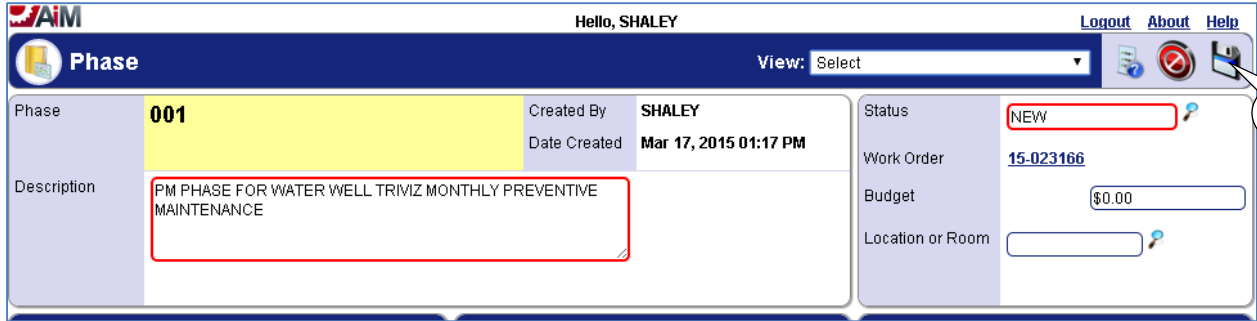 AiM
Hello, SHALEY
Logout About Help
Phase
View: Select
Phase
001
Created By SHALEY
Date Created Mar 17, 2015 01:17 PM
Description
PM PHASE FOR WATER WELL TRIVIZ MONTHLY PREVENTIVE
MAINTENANCE
Status NEW
Work Order 15-023166
Budget $0.00
Location or Room